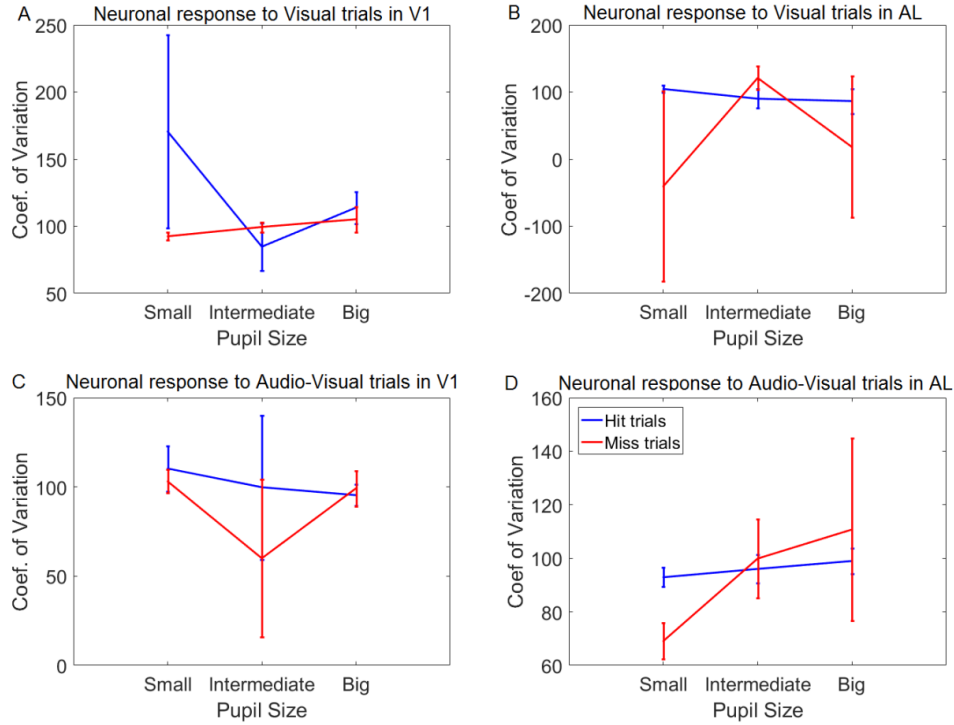 A Neuronal response to Visual trials in V1
250
200
150
100
50
Coef. of Variation
Small Intermediate Big
Pupil Size
B Neuronal response to Visual trials in AL
200
100
0
-100
-200
Coef of Variation
Small Intermediate Big
Pupil Size
C Neuronal response to Audio-Visual trials in V1
150
100
50
0
Coef. of Variation
Small Intermediate Big
Pupil Size
D Neuronal response to Audio-Visual trials in AL
160
140
120
100
80
60
Coef of Variation
Hit trials
Miss trials
Small Intermediate Big
Pupil Size